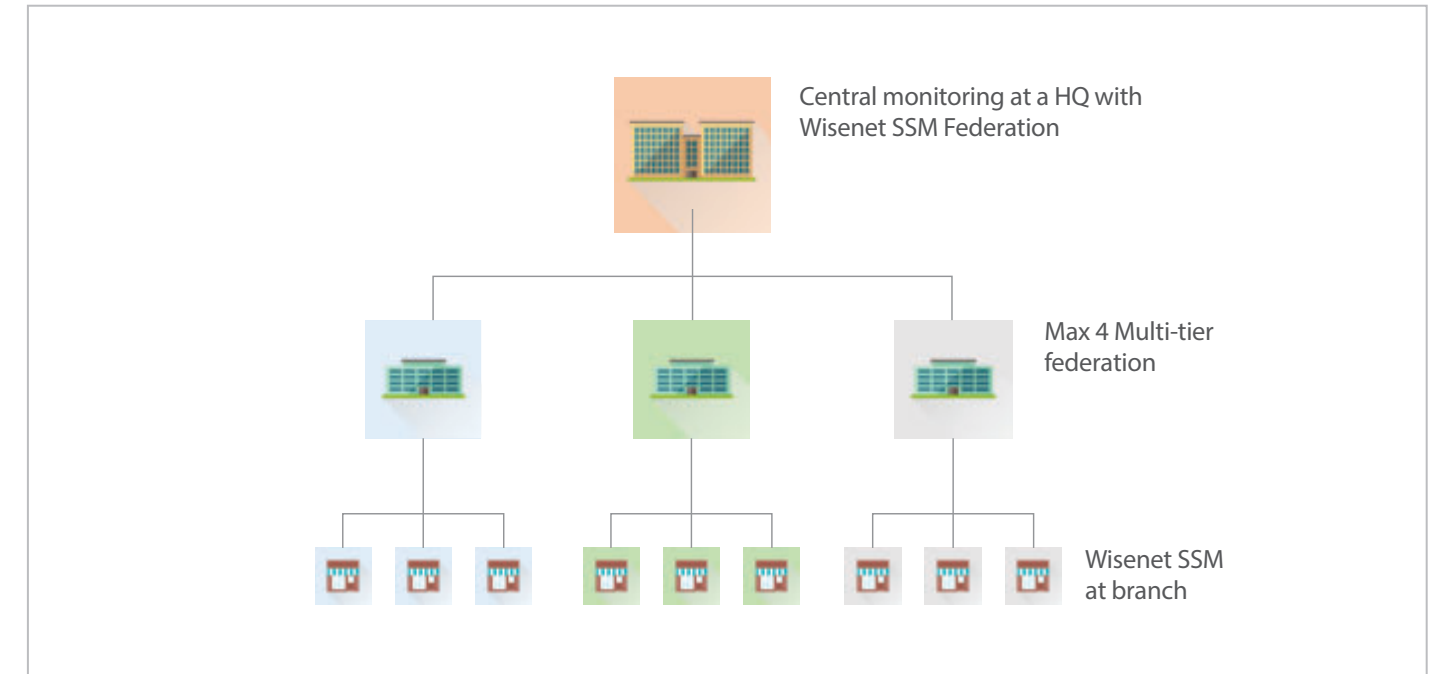 Central monitoring at a HQ with
Wisenet SSM Federation
Max 4 Multi-tier
federation
Wisenet SSM
at branch